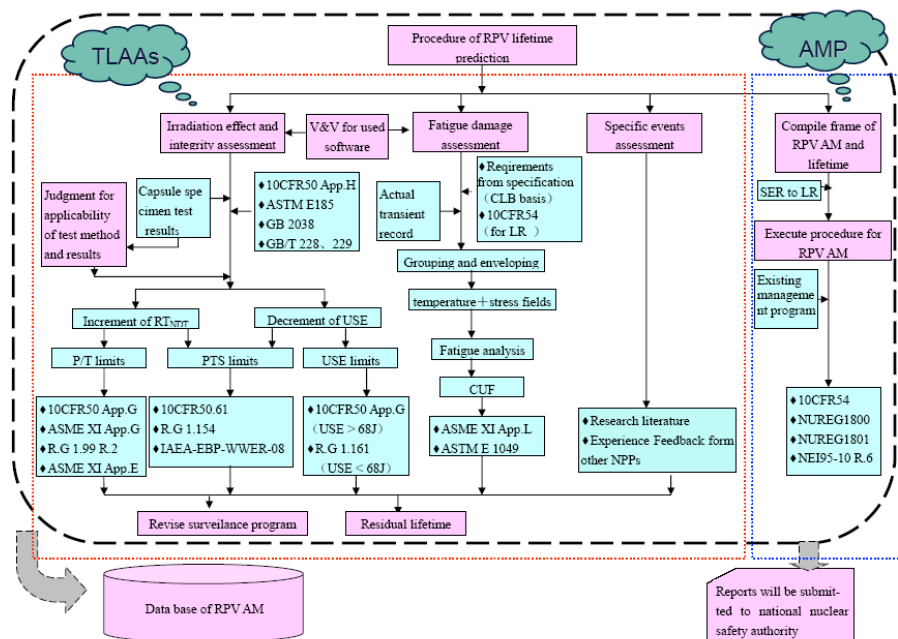 TLAAs
AMP
Procedure of RPV lifetime
prediction
Irradiation effect and
integrity assessment
V&V for used
software
Fatigue damage
assessment
Specific events
assessment
Compile frame of
RPV AM and
lifetime
Judgment for
applicability
of test method
and results
Capsule spe
cimen test
results
♦10CFR50 App.H
♦ASTM E185
♦GB 2038
♦GB/T 228、229
Actual
transient
record
♦Reqirements
from specification
(CLB basis)
♦10CFR54
(for LR )
SER to LR
Execute procedure for
RPV AM
Existing
manageme
nt program
Grouping and enveloping
temperature＋stress fields
Fatigue analysis
CUF
Increment of RTNDT
Decrement of USE
P/T limits
PTS limits
USE limits
♦10CFR50 App.G
♦ASME XI App.G
♦R.G 1.99 R.2
♦ASME XI App.E
♦10CFR50.61
♦R.G 1.154
♦IAEA-EBP-WWER-08
♦10CFR50 App.G
(USE > 68J)
♦R.G 1.161
(USE < 68J)
♦ASME XI App.L
♦ASTM E 1049
♦Research literature
♦Experience Feedback form
other NPPs
♦10CFR54
♦NUREG1800
♦NUREG1801
♦NEI95-10 R.6
Revise surveilance program
Residual lifetime
Data base of RPV AM
Reports will be submit-
ted to national nuclear
safety authority